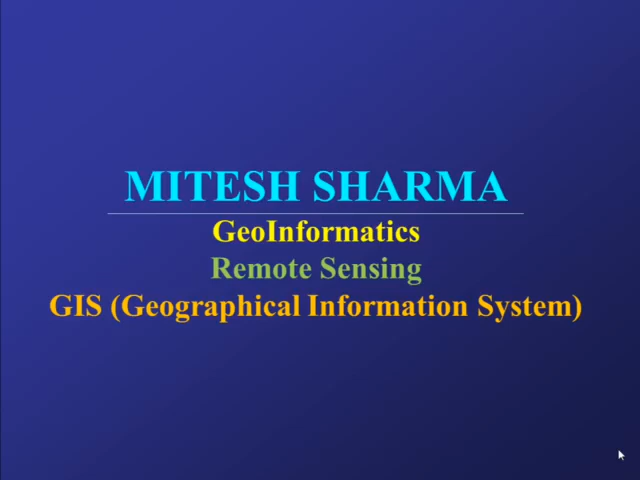 MITESH SHARMA
GeoInformatics
Remote Sensing
GIS (Geographical Information System)